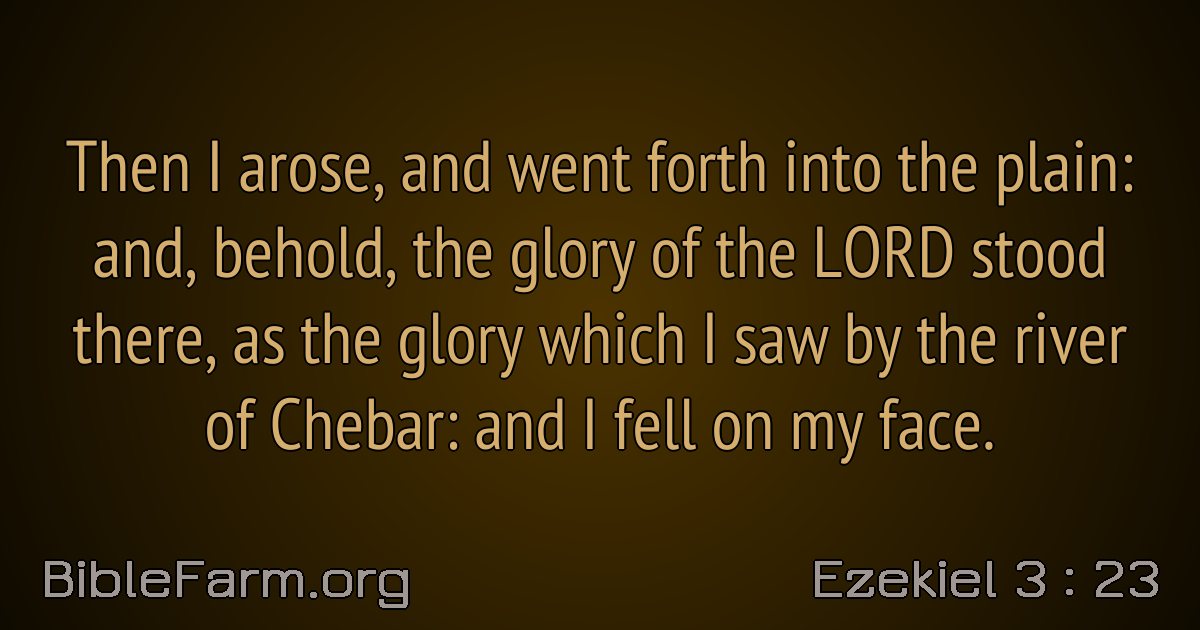 Then I arose, and went forth into the plain:
and, behold, the glory of the LORD stood
there, as the glory which I saw by the river
of Chebar: and I fell on my face.
BibleFarm.org
Ezekiel 3 : 23